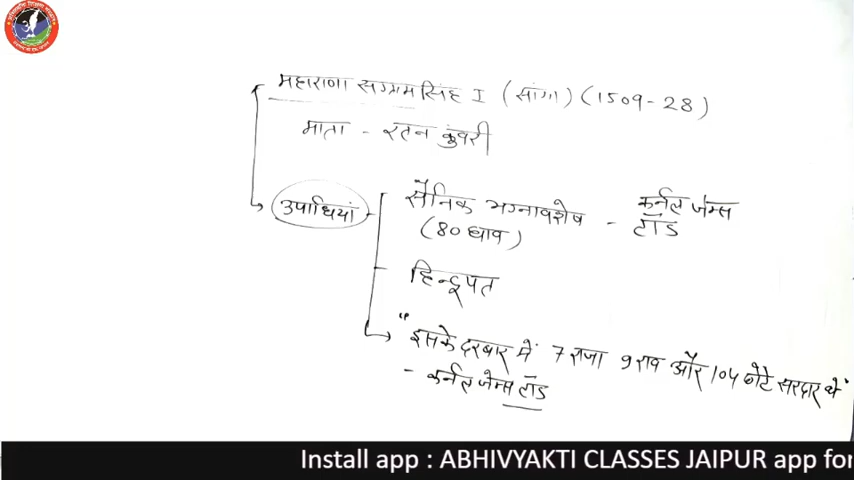 महाराणा सग्रामसिंह I (सांगा) (1509-28)
माता - रतन कुंवरी
उपाधियां
सैनिक भग्नावशेष - कर्नल जेम्स टॉड
(80 घाव)
हिन्दूपत
"इसके दरबार में 7 राजा 9 राव और 104 छोटे सरदार थे"
- कर्नल जेम्स टॉड
Install app : ABHIVYAKTI CLASSES JAIPUR app for